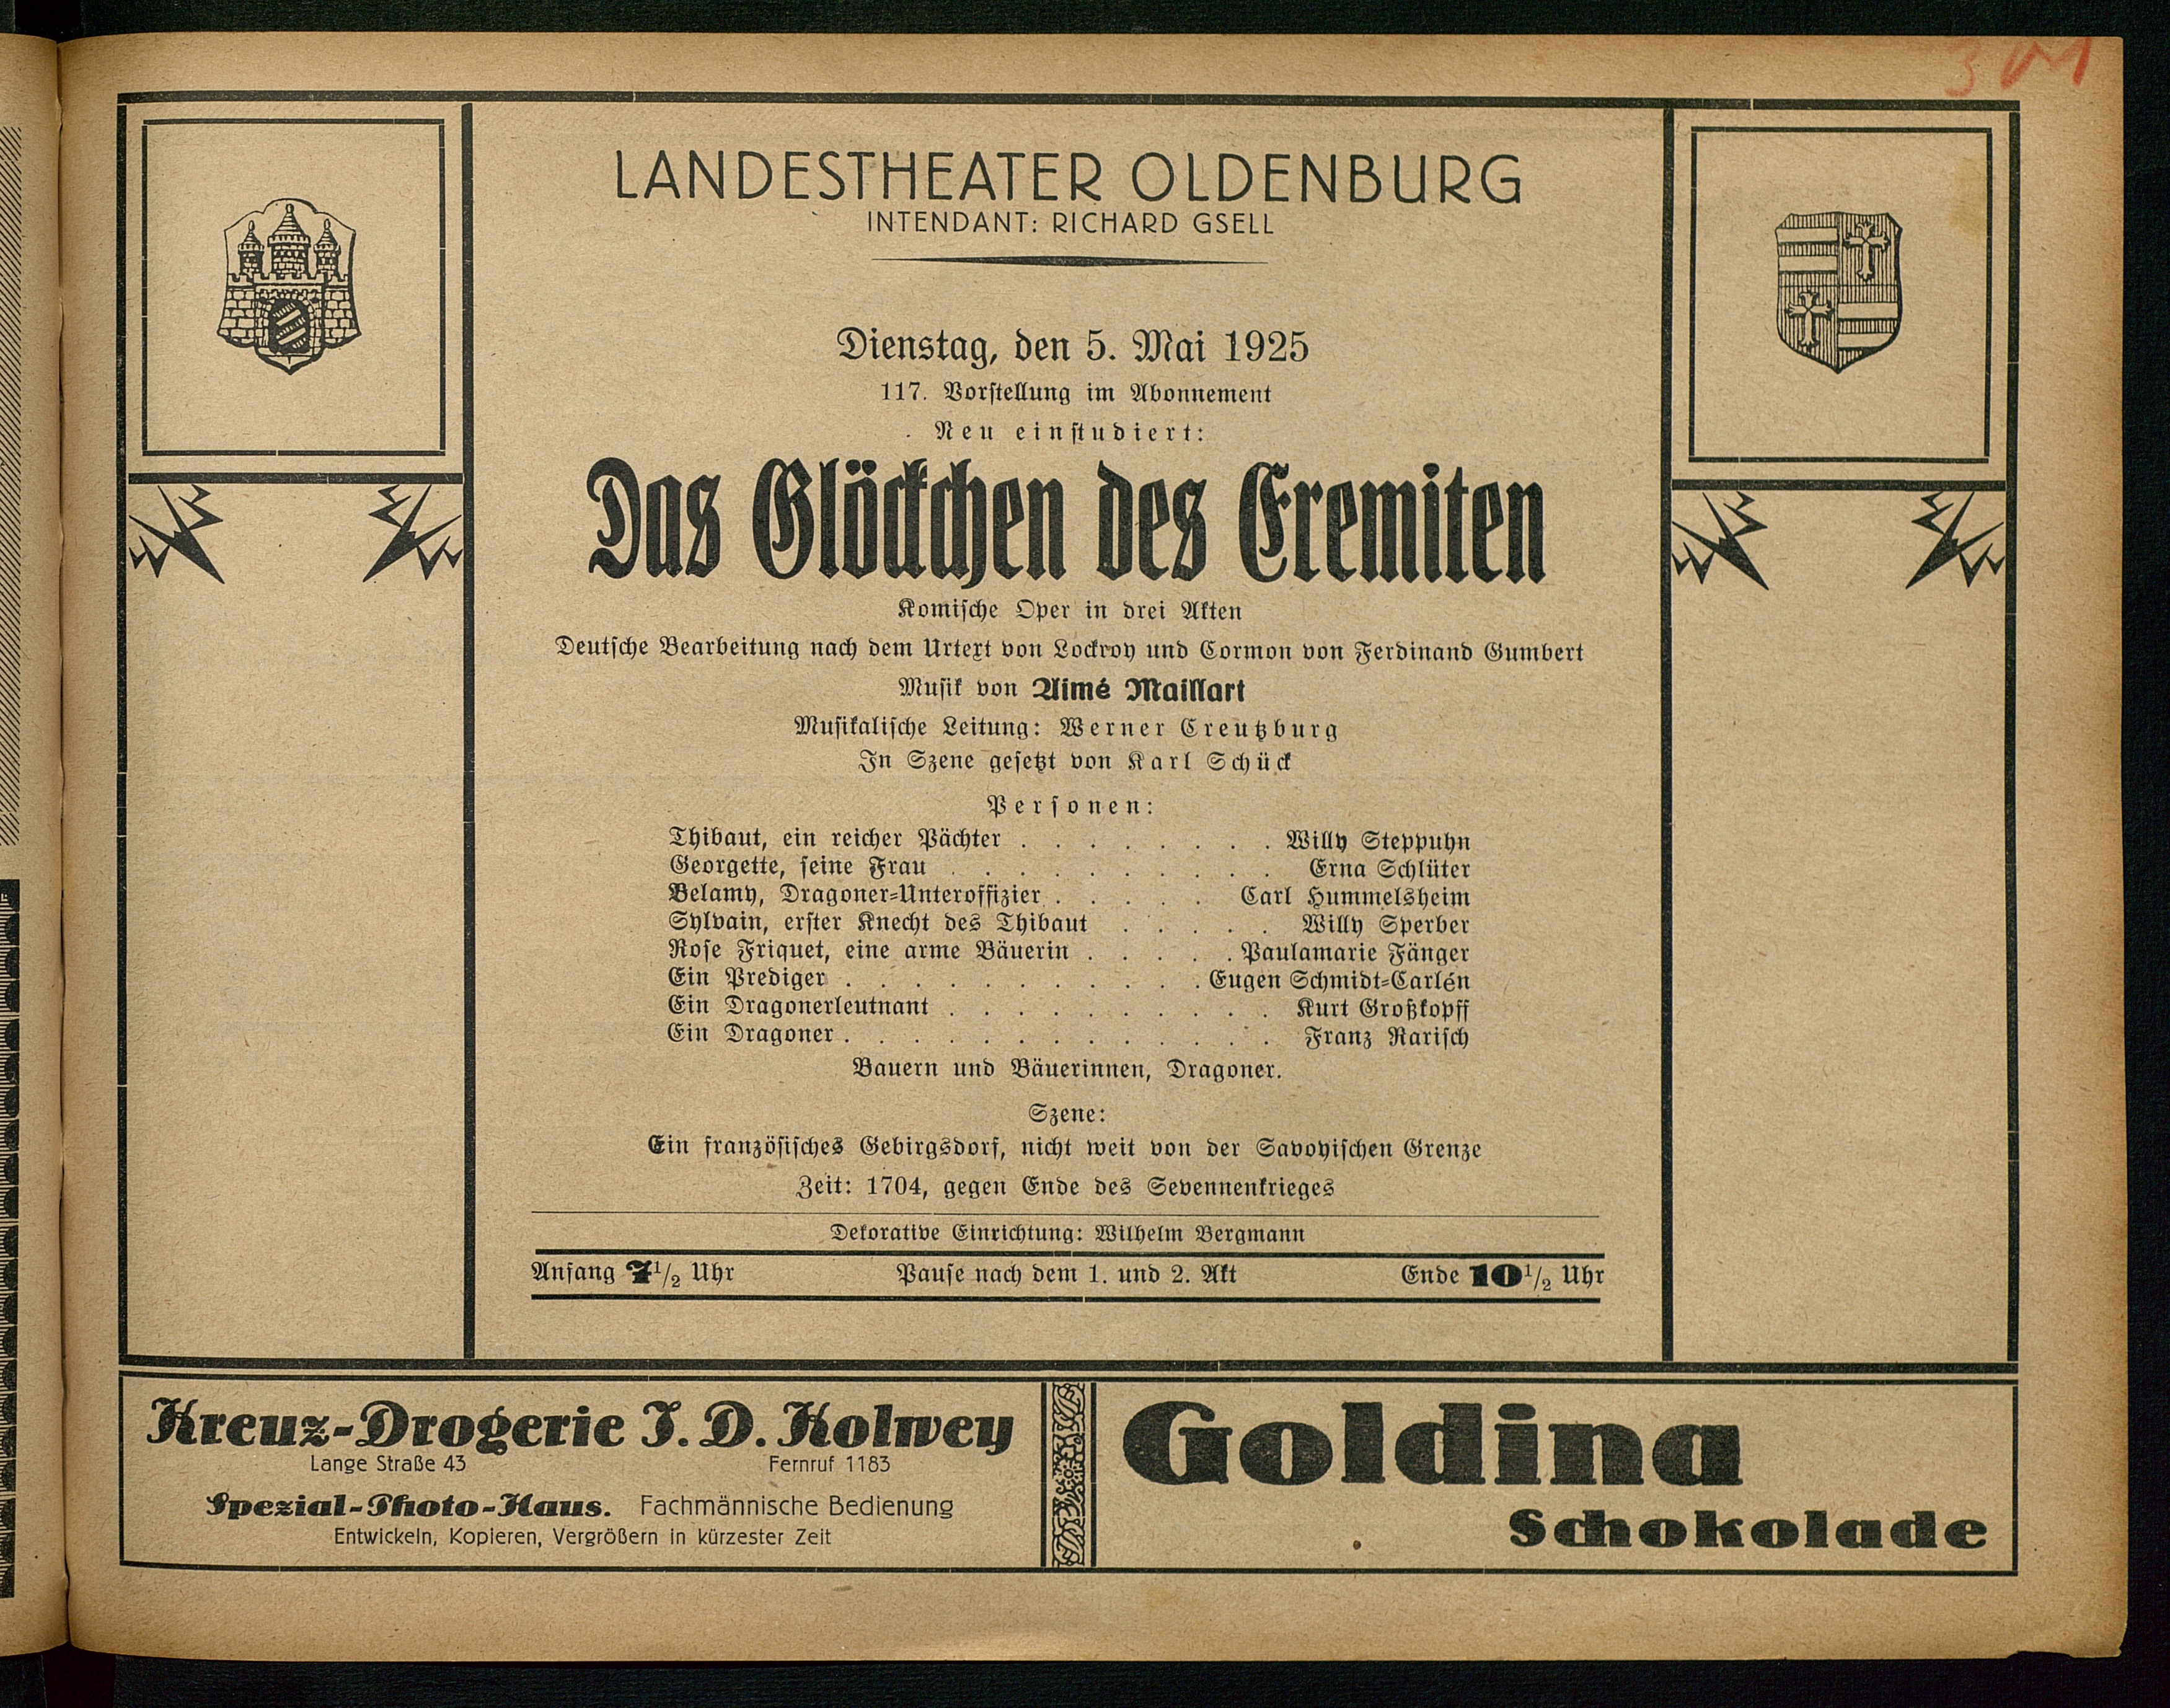 301
LANDESTHEATER OLDENBURG
INTENDANT: RICHARD GSELL
Dienstag, den 5. Mai 1925
117. Vorstellung im Abonnement
Neu einstudiert:
Das Glöckchen des Eremiten
Komische Oper in drei Akten
Deutsche Bearbeitung nach dem Urtext von Lockroy und Cormon von Ferdinand Gumbert
Musik von Aimé Maillart
Musikalische Leitung: Werner Creutzburg
In Szene gesetzt von Karl Schück
Personen:
Thibaut, ein reicher Pächter . . . . . . . . Willy Steppuhn
Georgette, seine Frau . . . . . . . . . . Erna Schlüter
Belamy, Dragoner-Unteroffizier . . . . . Carl Hummelsheim
Sylvain, erster Knecht des Thibaut . . . . . Willy Sperber
Rose Friquet, eine arme Bäuerin . . . . . Paulamarie Fänger
Ein Prediger . . . . . . . . . . . Eugen Schmidt-Carlén
Ein Dragonerleutnant . . . . . . . . . . Kurt Großkopff
Ein Dragoner . . . . . . . . . . . . . Franz Rarisch
Bauern und Bäuerinnen, Dragoner.
Szene:
Ein französisches Gebirgsdorf, nicht weit von der Savoyischen Grenze
Zeit: 1704, gegen Ende des Sevennenkrieges
Dekorative Einrichtung: Wilhelm Bergmann
Anfang 7 1/2 Uhr Pause nach dem 1. und 2. Akt Ende 10 1/2 Uhr
Kreuz-Drogerie J. D. Kolwey
Lange Straße 43 Fernruf 1183
Spezial-Photo-Haus. Fachmännische Bedienung
Entwickeln, Kopieren, Vergrößern in kürzester Zeit
Goldina
Schokolade